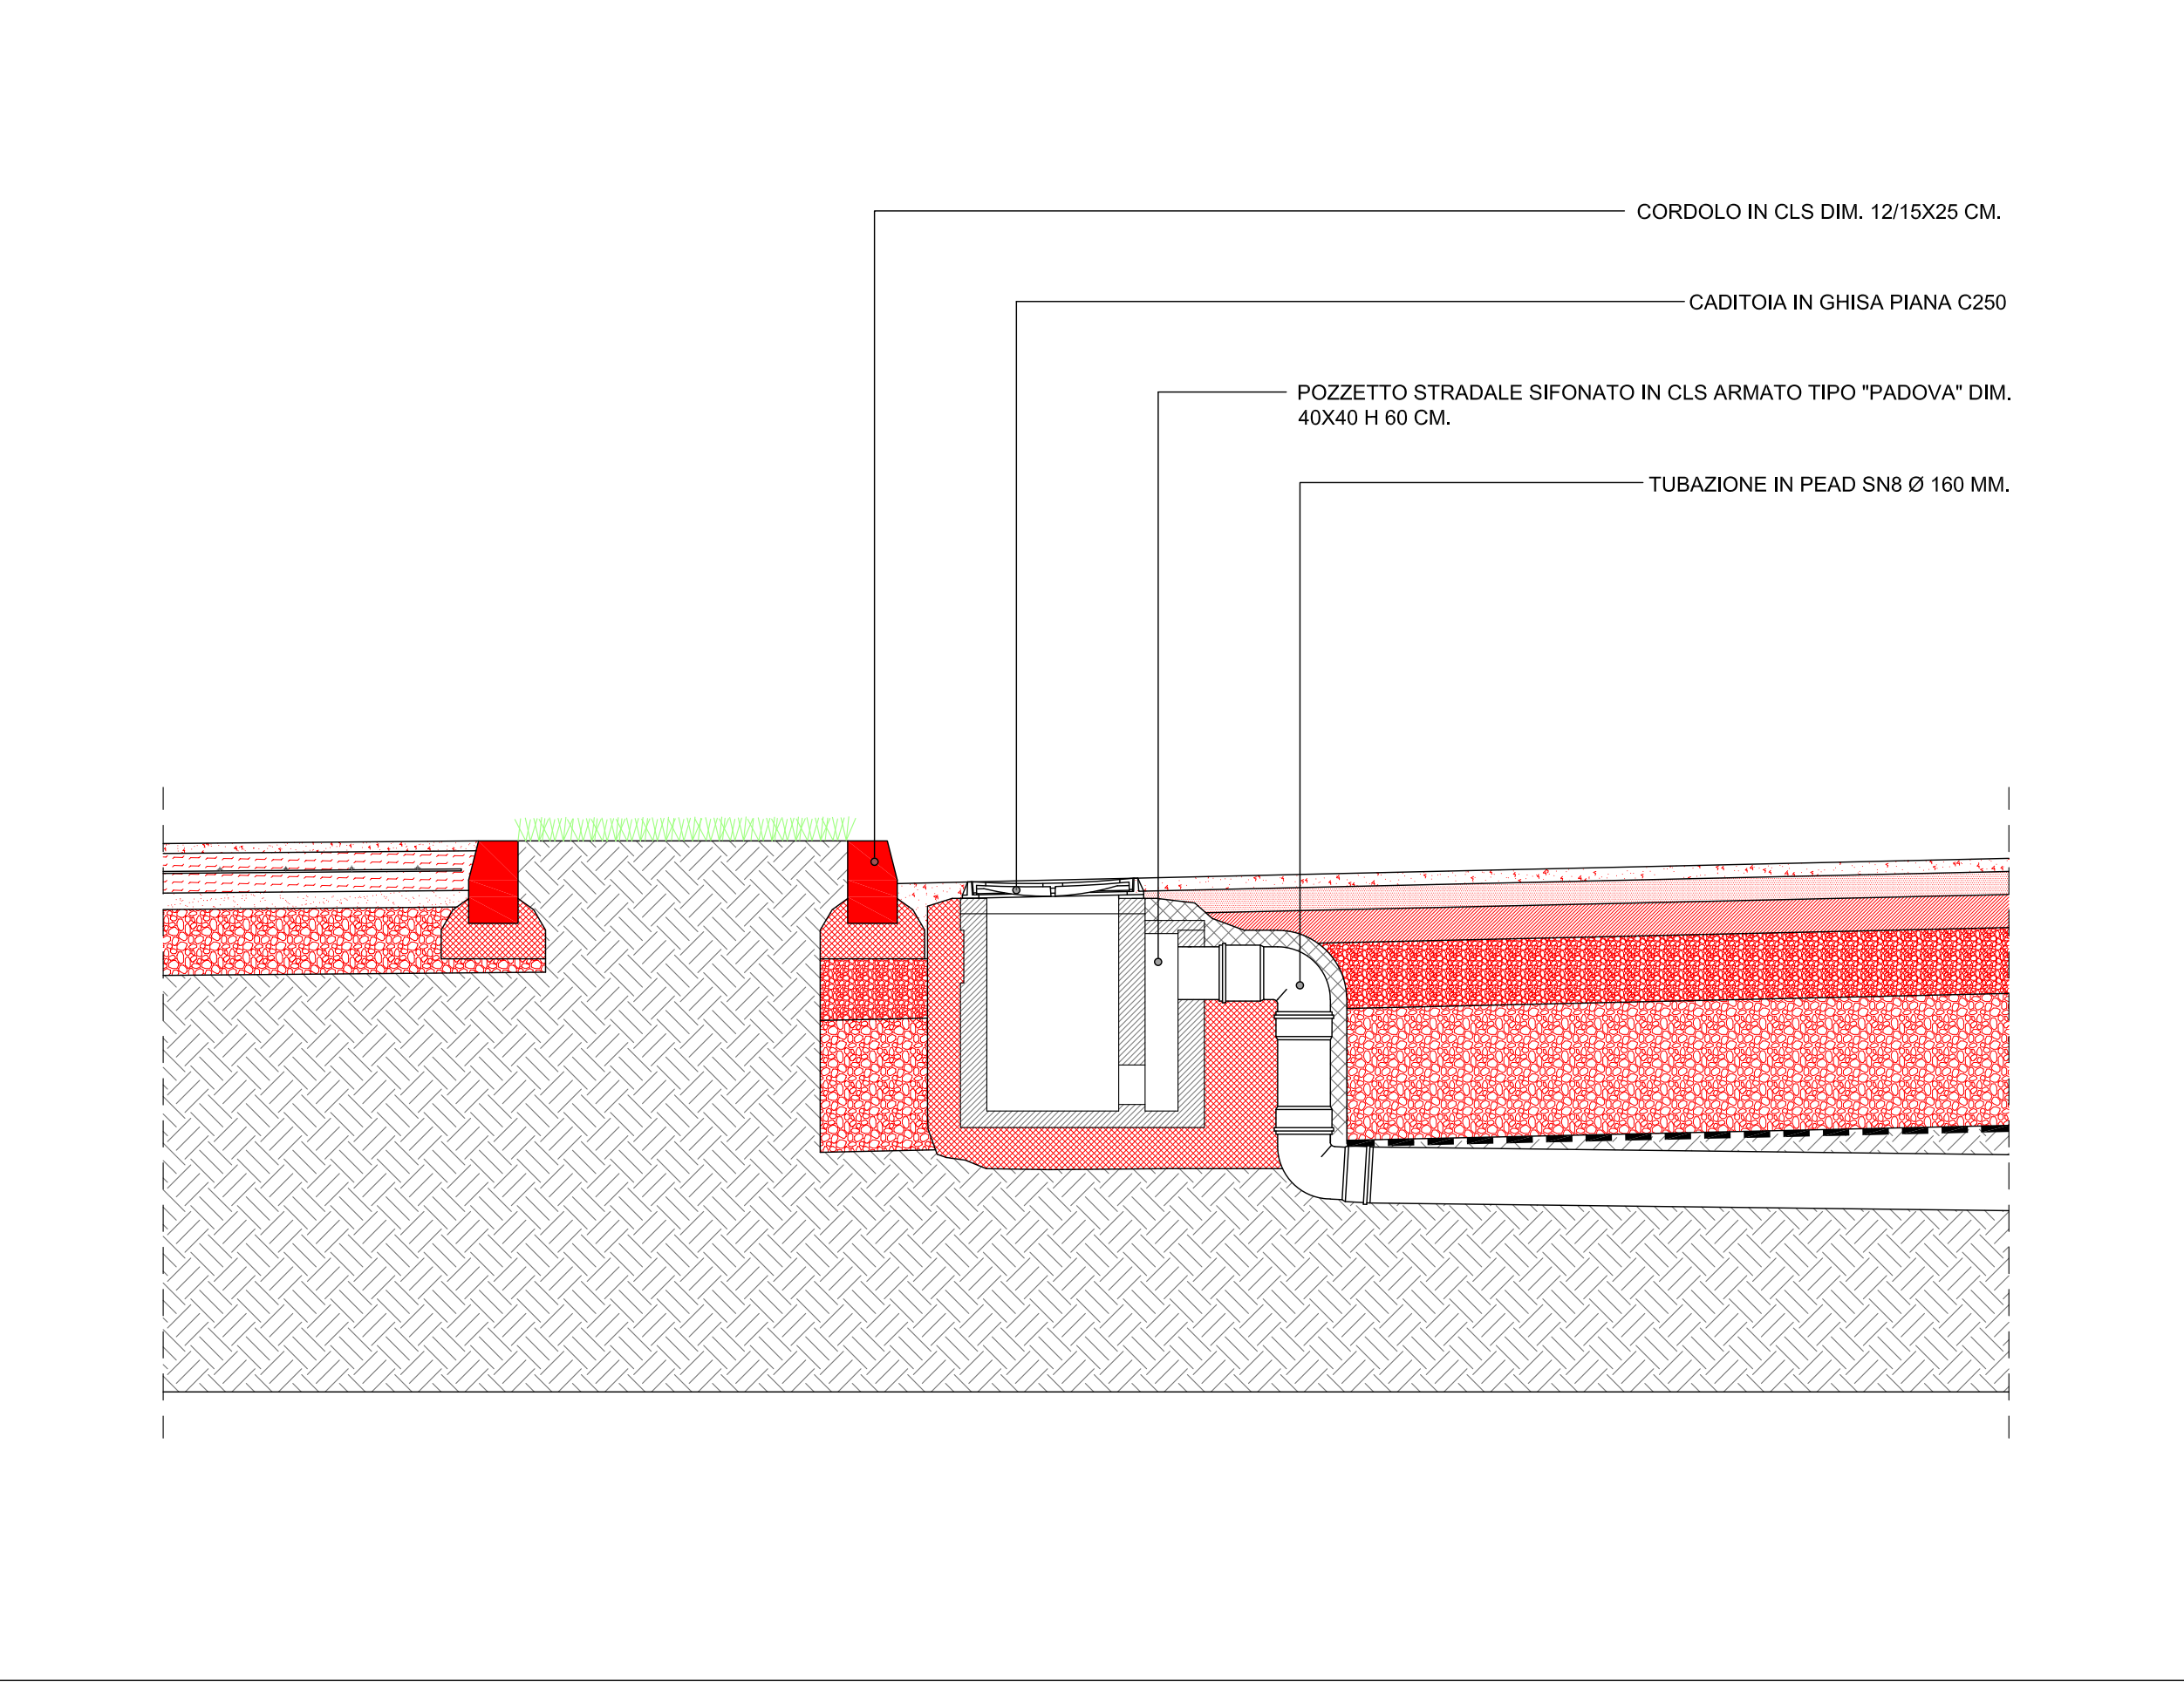 CORDOLO IN CLS DIM. 12/15X25 CM.
CADITOIA IN GHISA PIANA C250
POZZETTO STRADALE SIFONATO IN CLS ARMATO TIPO "PADOVA" DIM.
40X40 H 60 CM.
TUBAZIONE IN PEAD SN8 Ø 160 MM.